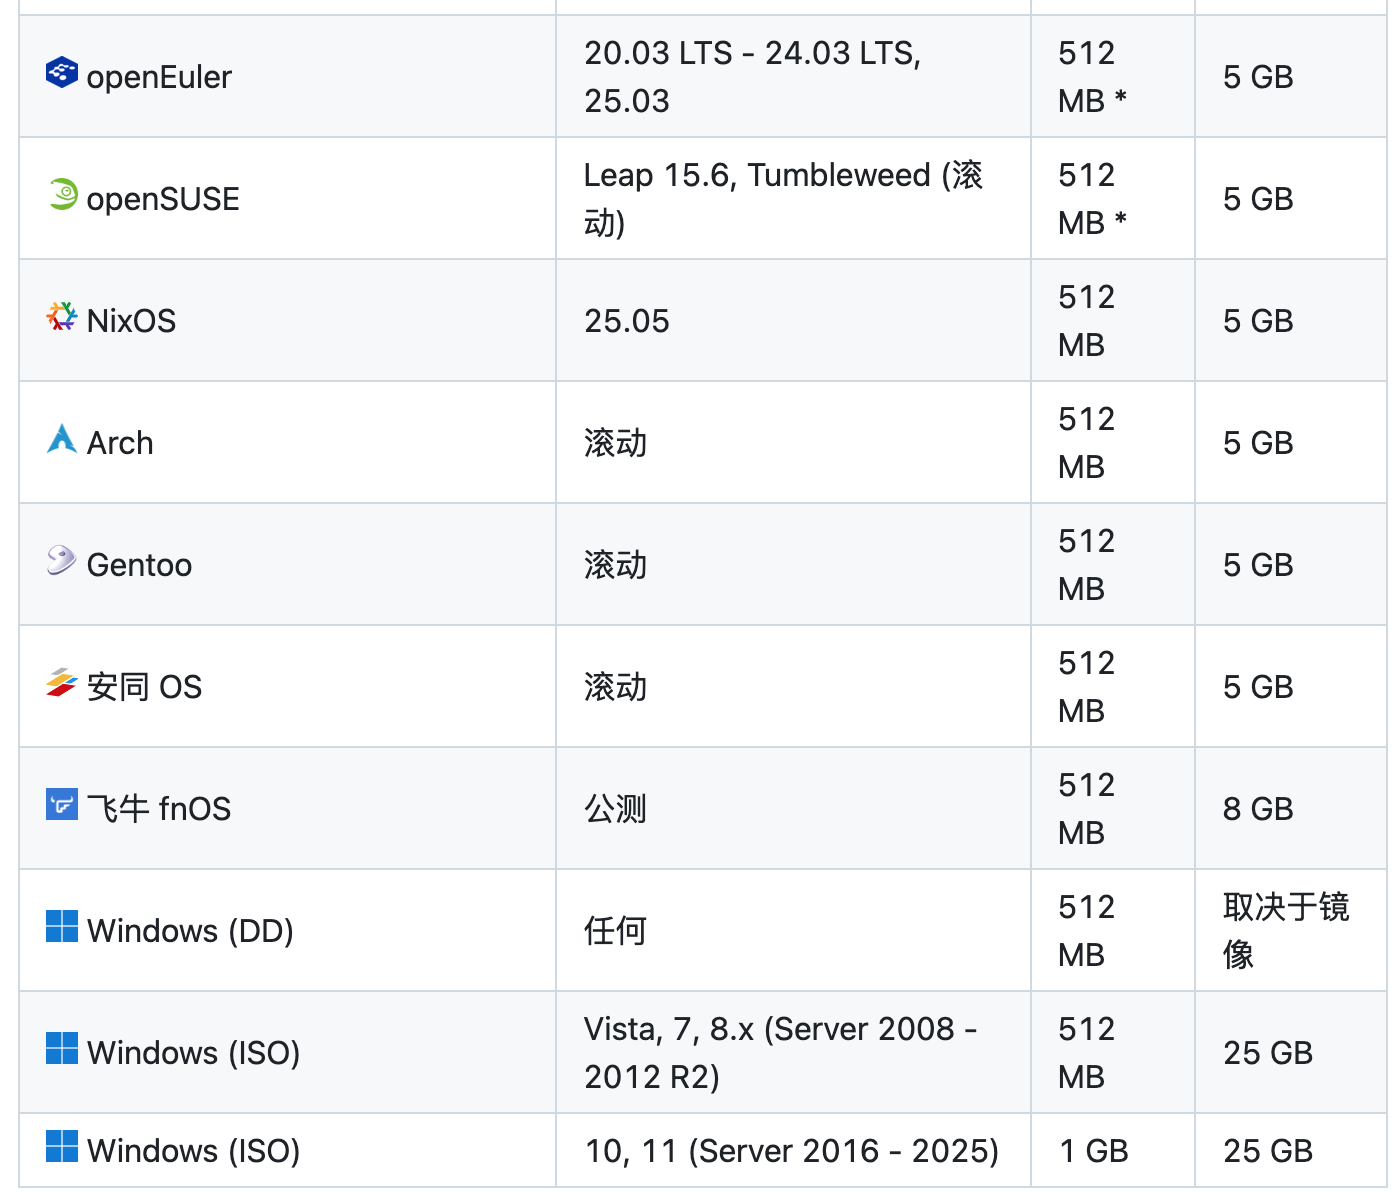 openEuler
20.03 LTS - 24.03 LTS,
25.03
512
MB *
5 GB
openSUSE
Leap 15.6, Tumbleweed (滚
动)
512
MB *
5 GB
NixOS
25.05
512
MB
5 GB
Arch
滚动
512
MB
5 GB
Gentoo
滚动
512
MB
5 GB
安同 OS
滚动
512
MB
5 GB
飞牛 fnOS
公测
512
MB
8 GB
Windows (DD)
任何
512
MB
取决于镜
像
Windows (ISO)
Vista, 7, 8.x (Server 2008 -
2012 R2)
512
MB
25 GB
Windows (ISO)
10, 11 (Server 2016 - 2025)
1 GB
25 GB